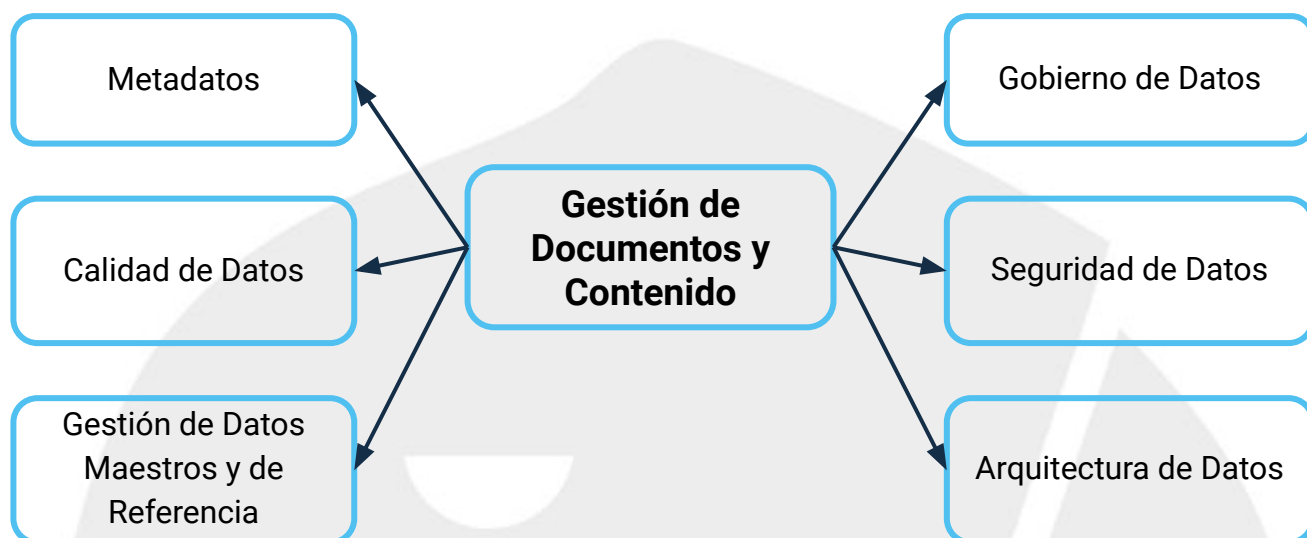 Metadatos
Calidad de Datos
Gestión de Datos
Maestros y de
Referencia
Gestión de
Documentos y
Contenido
Gobierno de Datos
Seguridad de Datos
Arquitectura de Datos